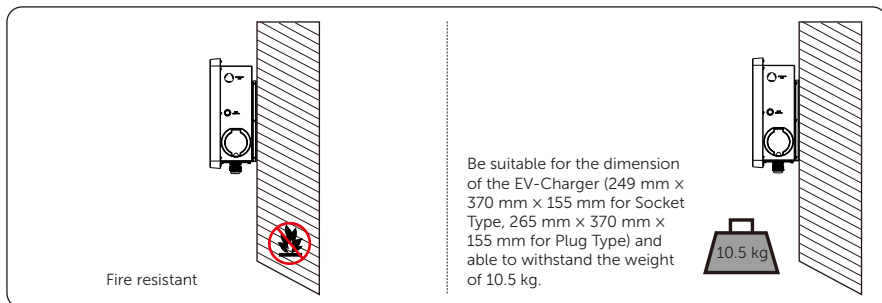 Fire resistant
Be suitable for the dimension
of the EV-Charger (249 mm ×
370 mm × 155 mm for Socket
Type, 265 mm × 370 mm ×
155 mm for Plug Type) and
able to withstand the weight
of 10.5 kg.
10.5 kg